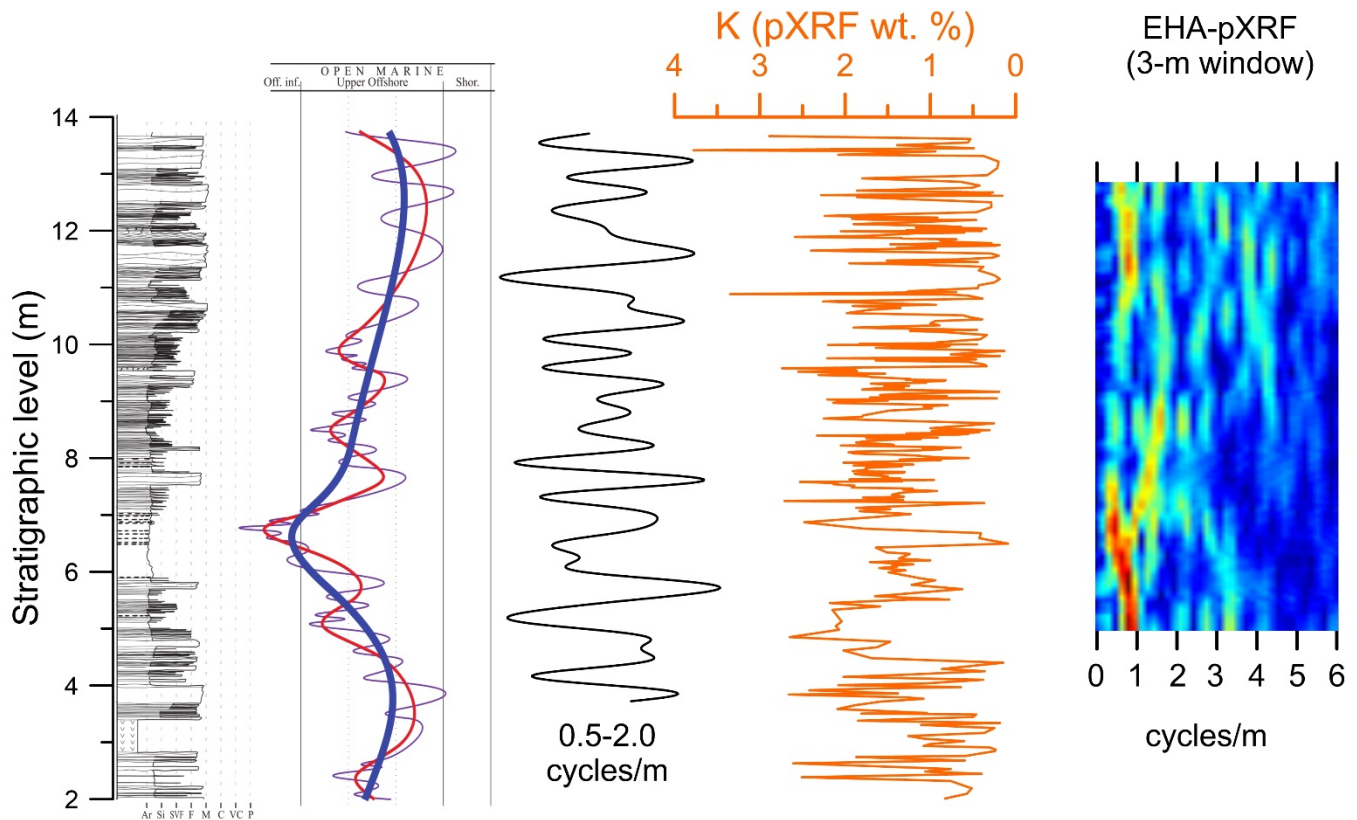 K (pXRF wt. %)
4 3 2 1 0
EHA-pXRF
(3-m window)
OPEN MARINE
Off. inf. Upper Offshore Shor.
Stratigraphic level (m)
14
12
10
8
6
4
2
Ar Si SVF F M C VC P
0.5-2.0
cycles/m
0 1 2 3 4 5 6
cycles/m